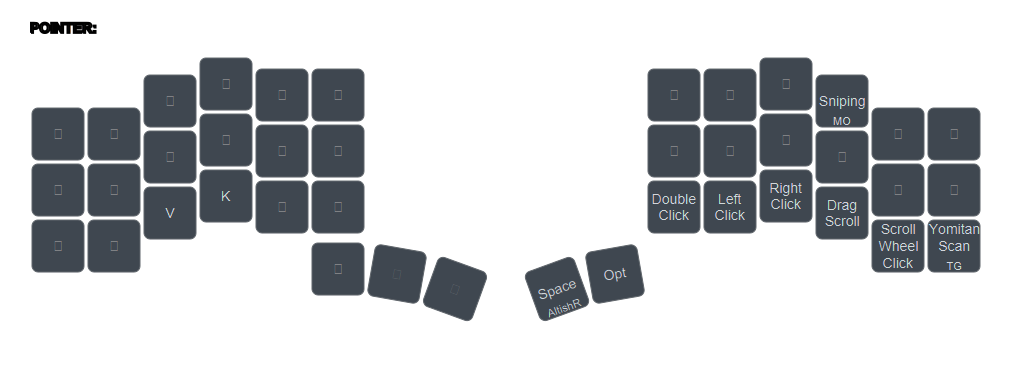 POINTER:
Sniping
MO
V
K
Double
Click
Left
Click
Right
Click
Drag
Scroll
Scroll
Wheel
Click
Yomitan
Scan
TG
Space
AltishR
Opt